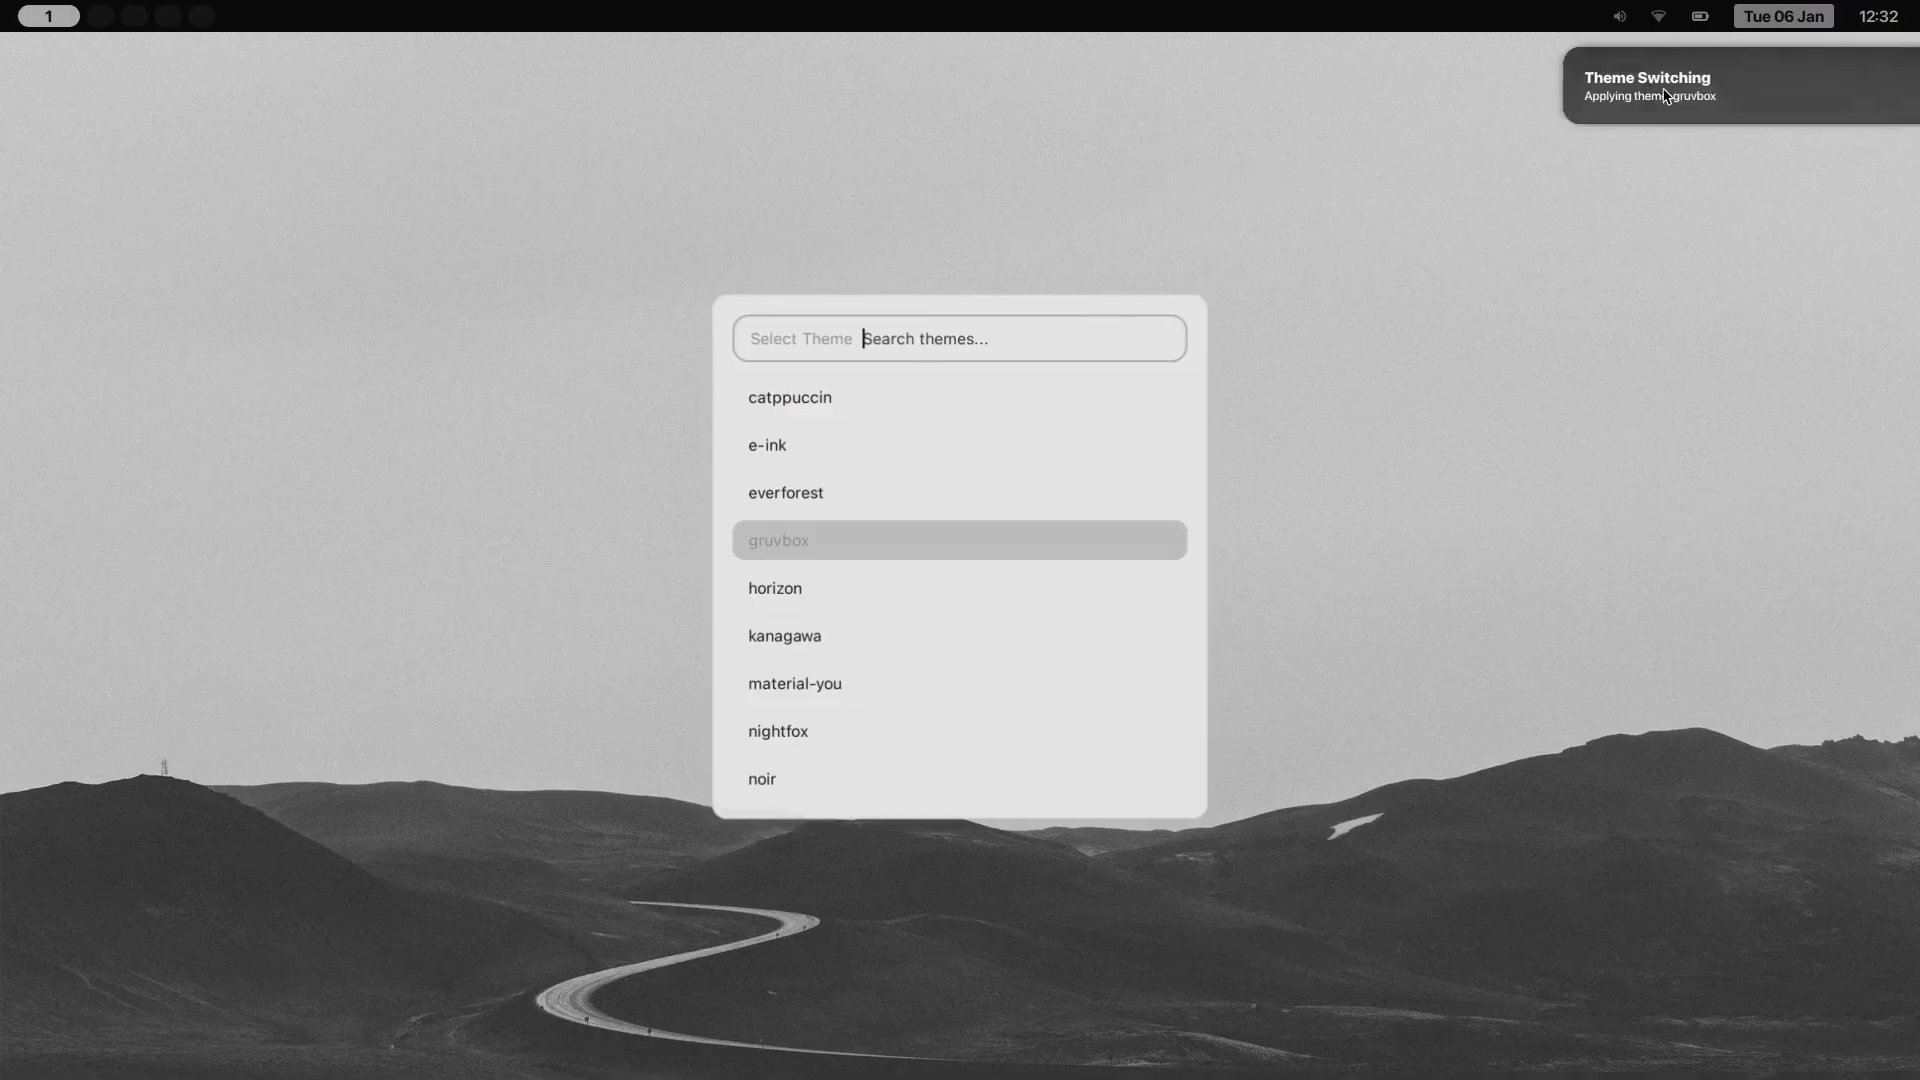 1
Tue 06 Jan
12:32
Theme Switching
Applying gruvbox
Select Theme Search themes...
catppuccin
e-ink
everforest
gruvbox
horizon
kanagawa
material-you
nightfox
noir